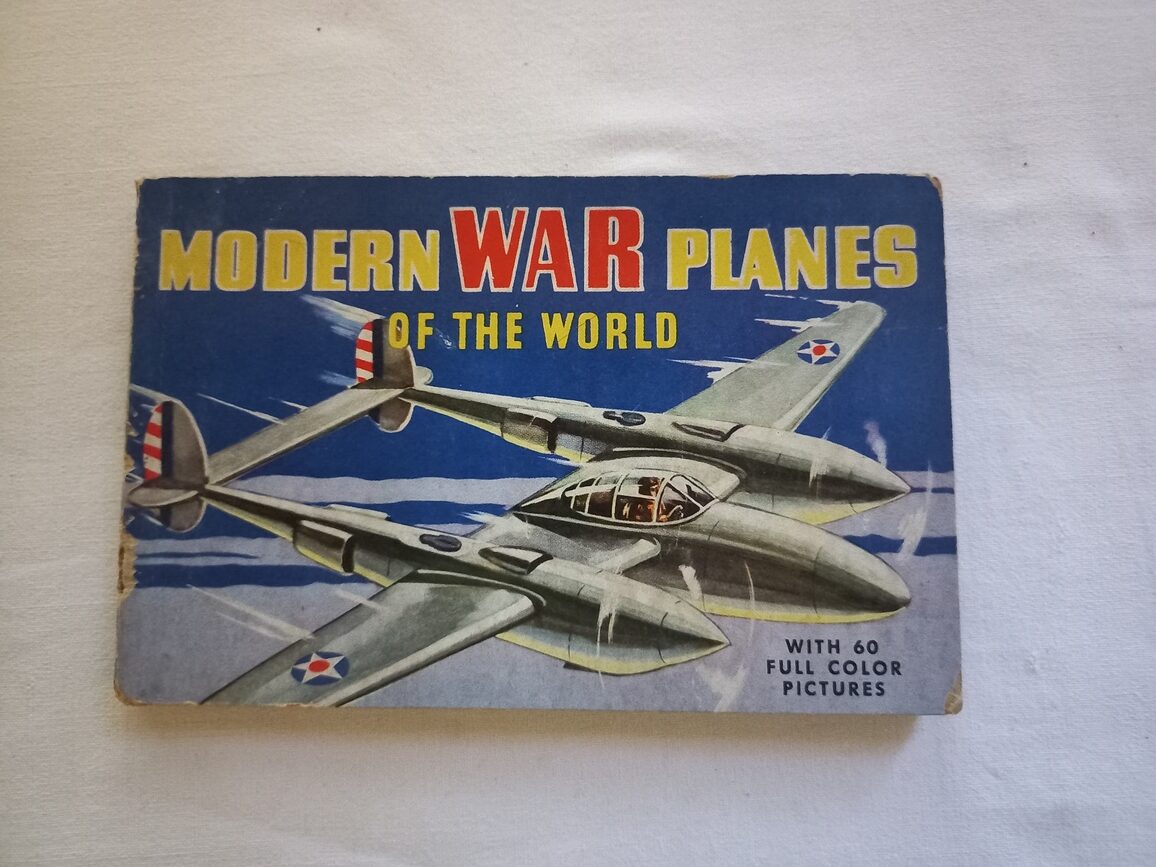 MODERN WAR PLANES
OF THE WORLD
WITH 60
FULL COLOR
PICTURES